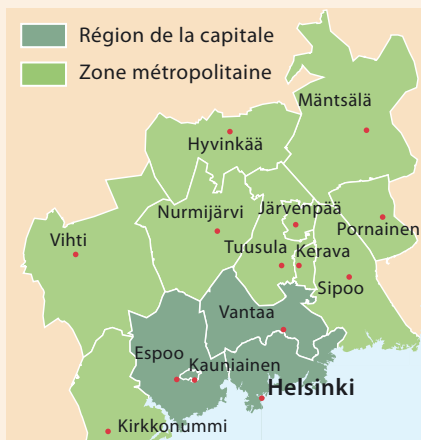 Région de la capitale
Zone métropolitaine
Mäntsälä
Hyvinkää
Järvenpää
Nurmijärvi
Pornainen
Vihti
Tuusula
Kerava
Sipoo
Vantaa
Espoo
Kauniainen
Helsinki
Kirkkonummi